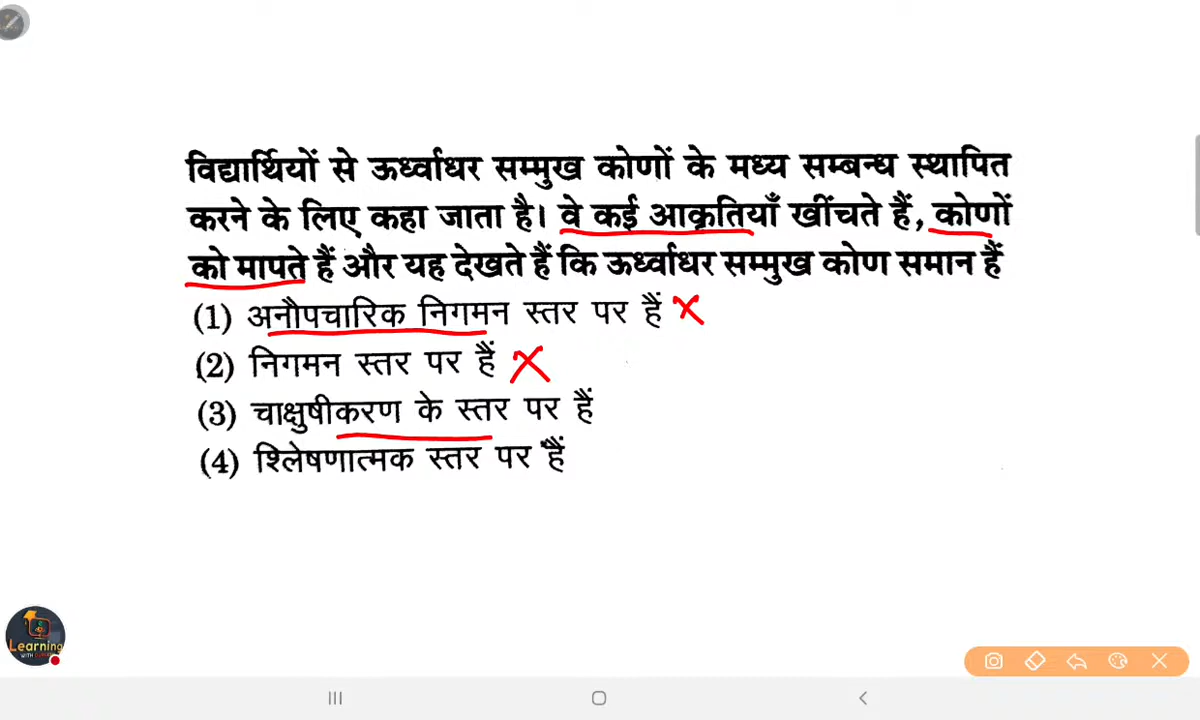 विद्यार्थियों से ऊर्ध्वाधर सम्मुख कोणों के मध्य सम्बन्ध स्थापित
करने के लिए कहा जाता है। वे कई आकृतियाँ खींचते हैं, कोणों
को मापते हैं और यह देखते हैं कि ऊर्ध्वाधर सम्मुख कोण समान हैं
(1) अनौपचारिक निगमन स्तर पर हैं
(2) निगमन स्तर पर हैं
(3) चाक्षुषीकरण के स्तर पर हैं
(4) श्लेषणात्मक स्तर पर हैं
Learning
WITH